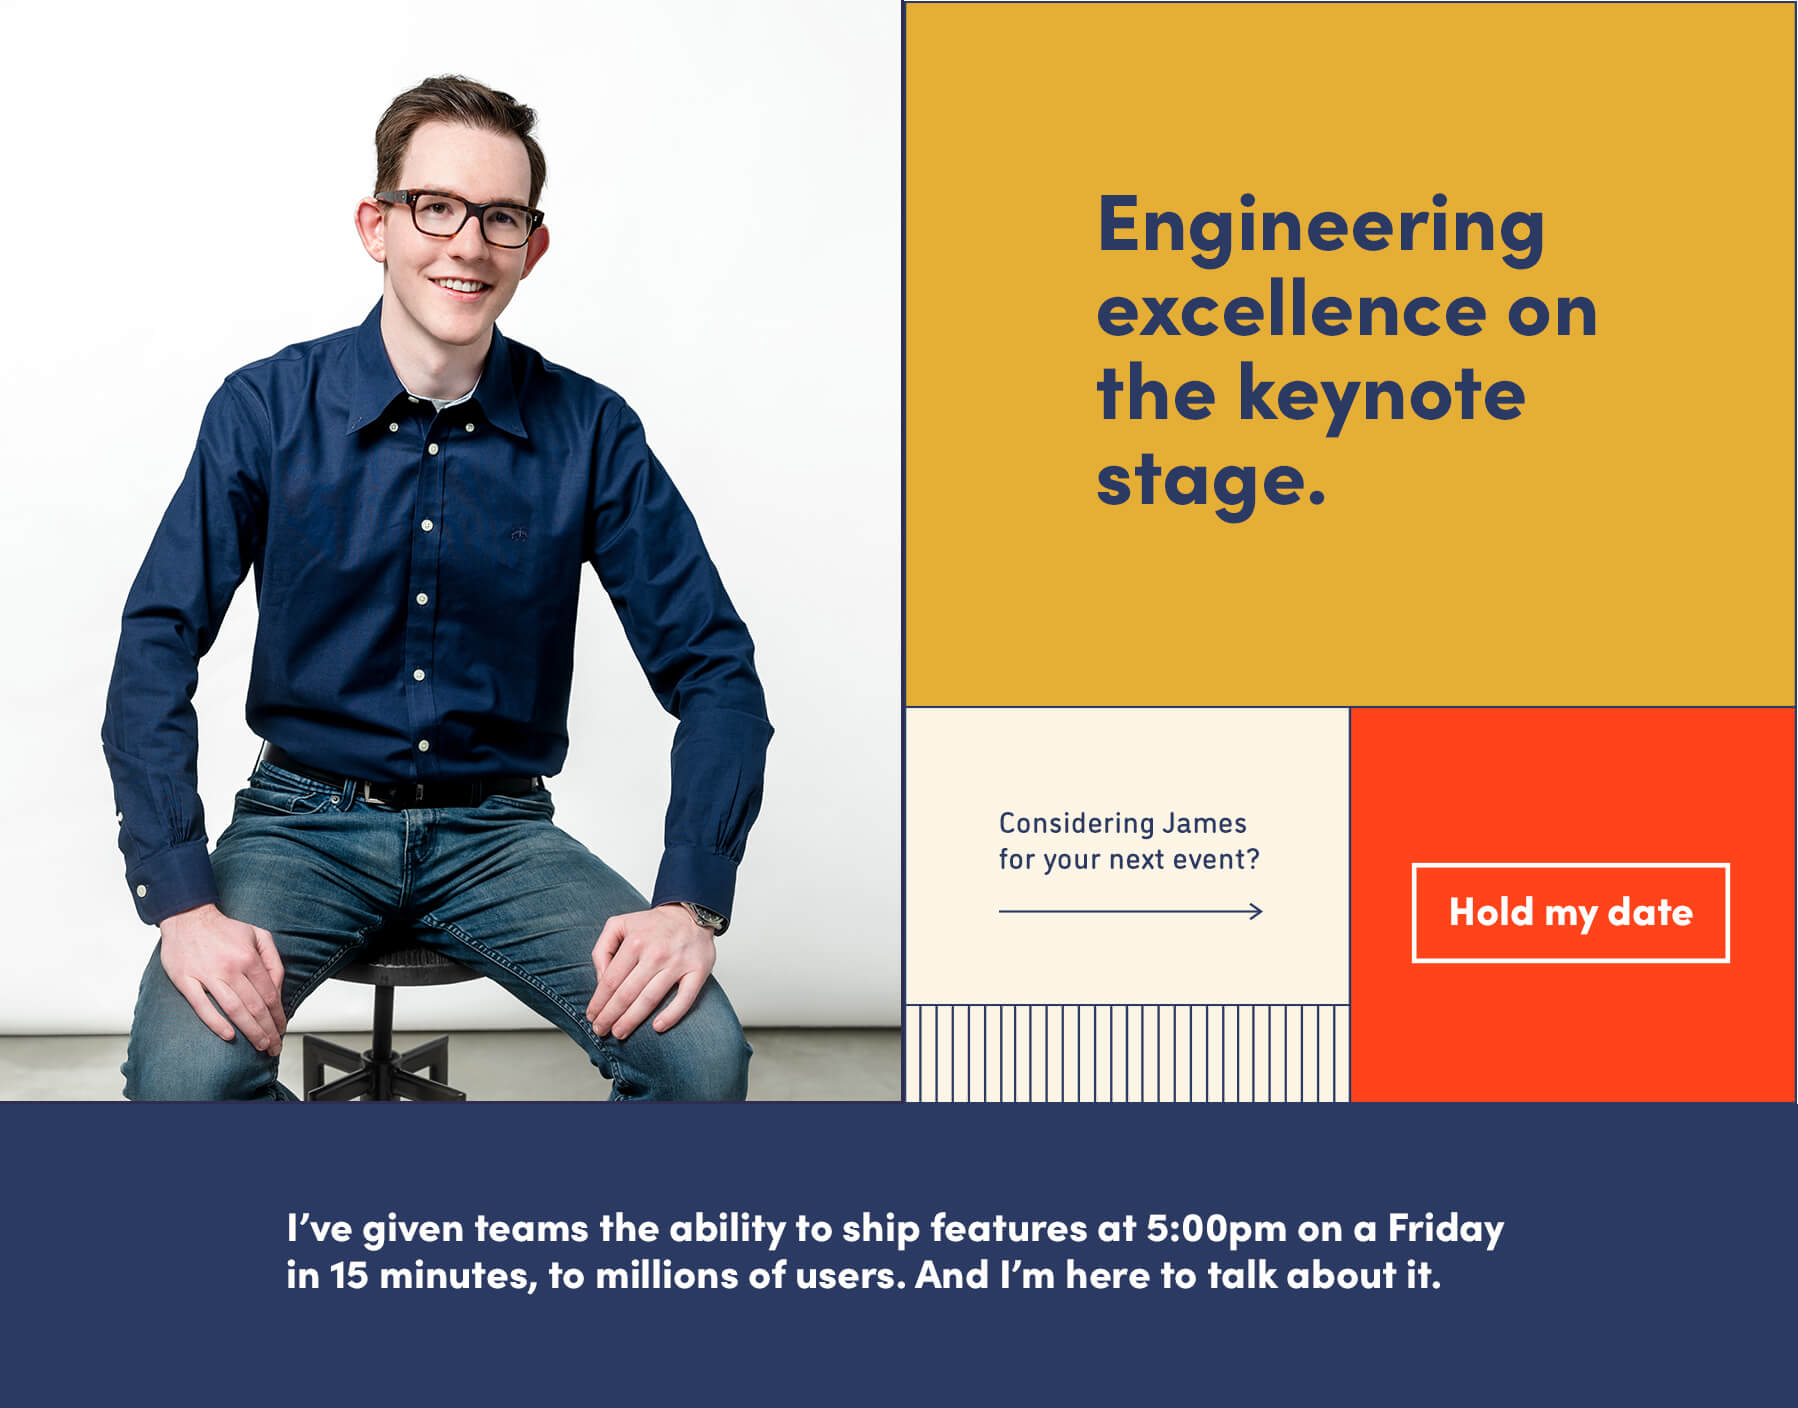 Engineering
excellence on
the keynote
stage.
Considering James
for your next event?
Hold my date
I’ve given teams the ability to ship features at 5:00pm on a Friday
in 15 minutes, to millions of users. And I’m here to talk about it.